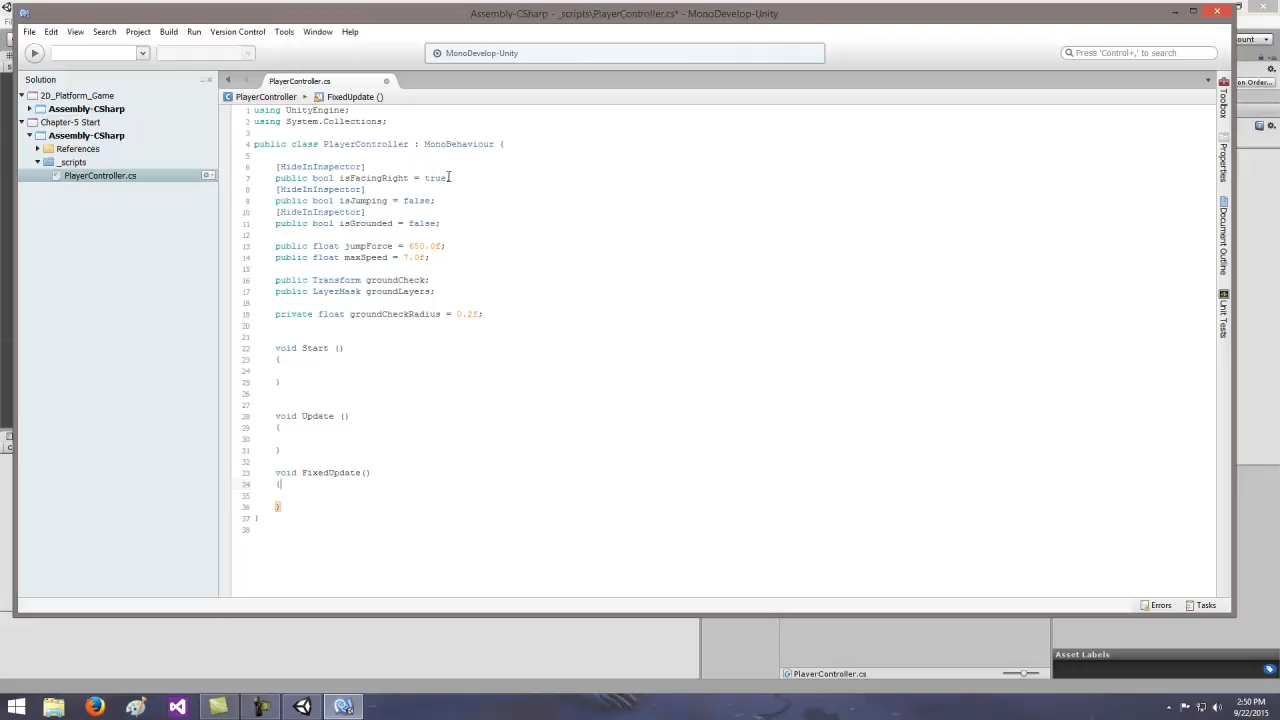 Assembly-CSharp - _scripts\PlayerController.cs* - MonoDevelop-Unity
File Edit View Search Project Build Run Version Control Tools Window Help
MonoDevelop-Unity
Press 'Control+,' to search
Solution
2D_Platform_Game
Assembly-CSharp
Chapter-5 Start
Assembly-CSharp
References
_scripts
PlayerController.cs
PlayerController.cs
PlayerController FixedUpdate ()
1 using UnityEngine;
2 using System.Collections;
3
4 public class PlayerController : MonoBehaviour {
5
6 [HideInInspector]
7 public bool isFacingRight = true;
8 [HideInInspector]
9 public bool isJumping = false;
10 [HideInInspector]
11 public bool isGrounded = false;
12
13 public float jumpForce = 650.0f;
14 public float maxSpeed = 7.0f;
15
16 public Transform groundCheck;
17 public LayerMask groundLayers;
18
19 private float groundCheckRadius = 0.2f;
20
21
22 void Start ()
23 {
24
25 }
26
27
28 void Update ()
29 {
30
31 }
32
33 void FixedUpdate()
34 {
35
36 }
37 }
38
Toolbox
Properties
Document Outline
Unit Tests
Errors Tasks
ount
on Order...
PlayerController.cs
Asset Labels
2:50 PM
9/22/2015